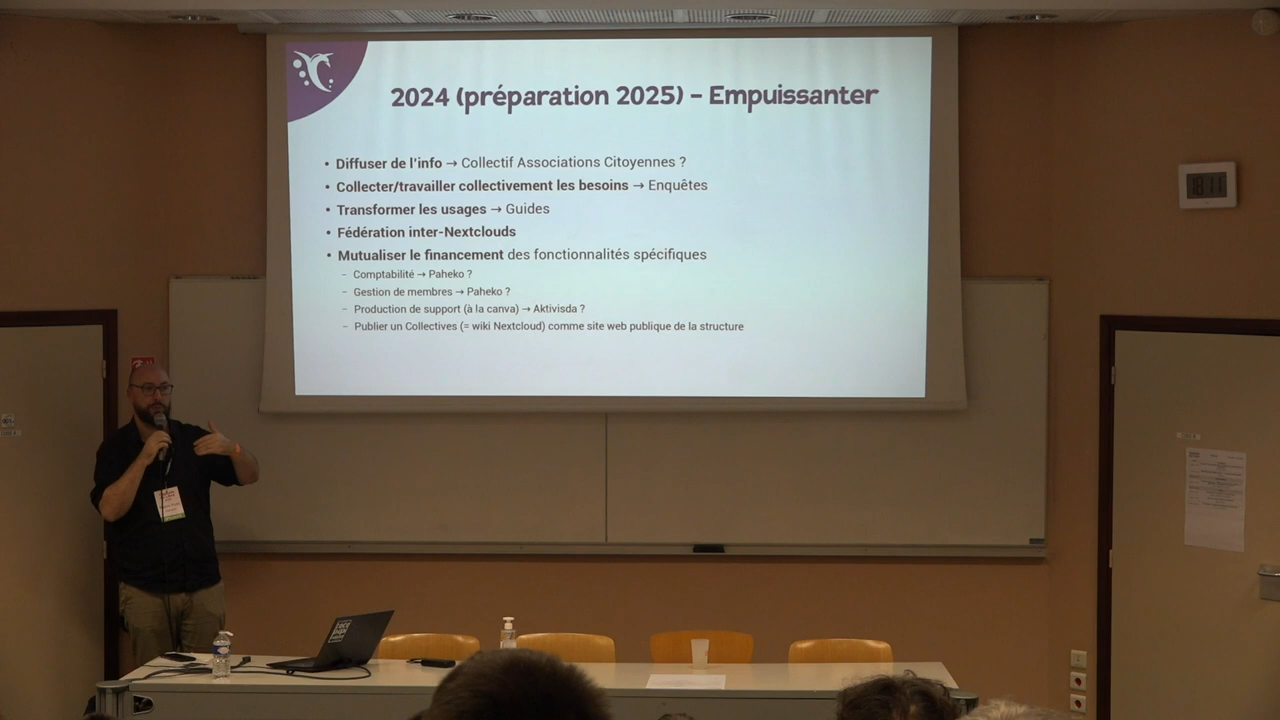 2024 (préparation 2025) – Empuissanter
• Diffuser de l'info → Collectif Associations Citoyennes ?
• Collecter/travailler collectivement les besoins → Enquêtes
• Transformer les usages → Guides
• Fédération inter-Nextclouds
• Mutualiser le financement des fonctionnalités spécifiques
– Comptabilité → Paheko ?
– Gestion de membres → Paheko ?
– Production de support (à la canva) → Aktivisda ?
– Publier un Collectives (= wiki Nextcloud) comme site web publique de la structure